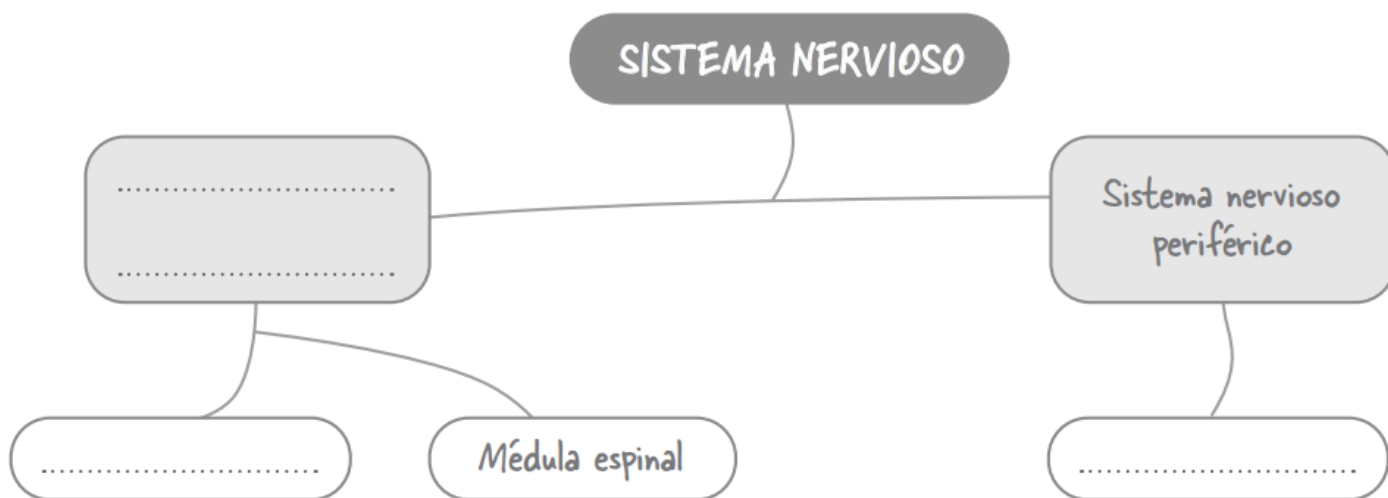 SISTEMA NERVIOSO
Sistema nervioso
periférico
Médula espinal